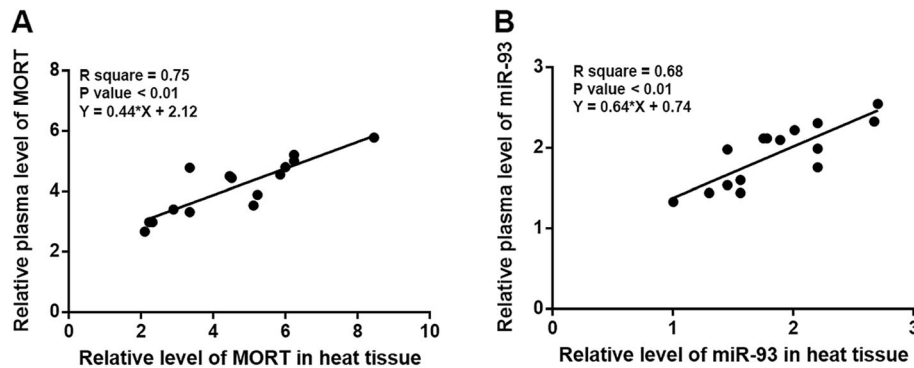 A
Relative plasma level of MORT
8
6
4
2
0
R square = 0.75
P value < 0.01
Y = 0.44*X + 2.12
0 2 4 6 8 10
Relative level of MORT in heat tissue
B
Relative plasma level of miR-93
3
2
1
0
R square = 0.68
P value < 0.01
Y = 0.64*X + 0.74
0 1 2 3
Relative level of miR-93 in heat tissue